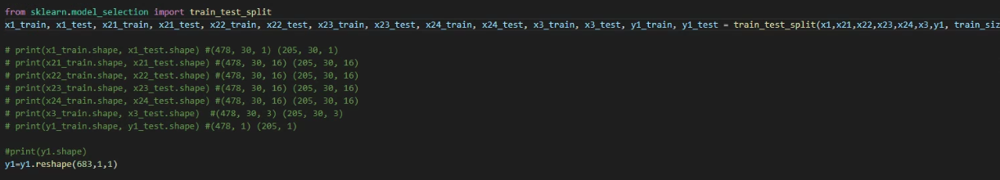 from sklearn.model_selection import train_test_split
x1_train, x1_test, x21_train, x21_test, x22_train, x22_test, x23_train, x23_test, x24_train, x24_test, x3_train, x3_test, y1_train, y1_test = train_test_split(x1,x21,x22,x23,x24,x3,y1, train_siz
# print(x1_train.shape, x1_test.shape) #(478, 30, 1) (205, 30, 1)
# print(x21_train.shape, x21_test.shape) #(478, 30, 16) (205, 30, 16)
# print(x22_train.shape, x22_test.shape) #(478, 30, 16) (205, 30, 16)
# print(x23_train.shape, x23_test.shape) #(478, 30, 16) (205, 30, 16)
# print(x24_train.shape, x24_test.shape) #(478, 30, 16) (205, 30, 16)
# print(x3_train.shape, x3_test.shape)  #(478, 30, 3) (205, 30, 3)
# print(y1_train.shape, y1_test.shape) #(478, 1) (205, 1)
#print(y1.shape)
y1=y1.reshape(683,1,1)